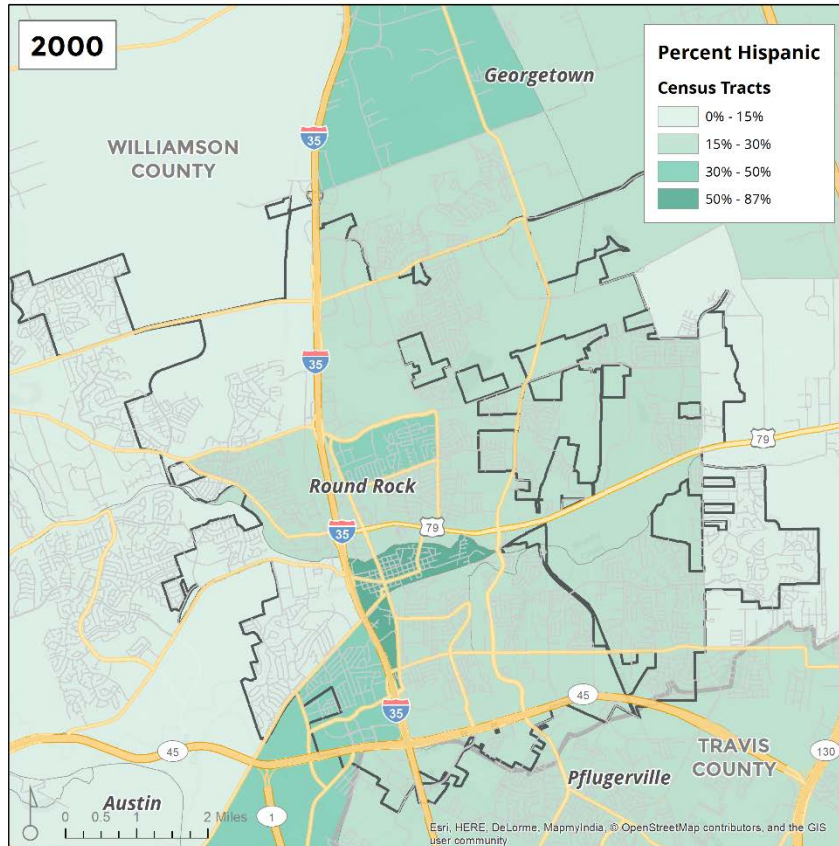 2000
Percent Hispanic
Census Tracts
0% - 15%
15% - 30%
30% - 50%
50% - 87%
Georgetown
35
WILLIAMSON
COUNTY
35
79
Round Rock
79
35
35
45
45
TRAVIS
COUNTY
130
Pflugerville
Austin
1
0 0.5 1 2 Miles
Esri, HERE, DeLorme, MapmyIndia, © OpenStreetMap contributors, and the GIS
user community